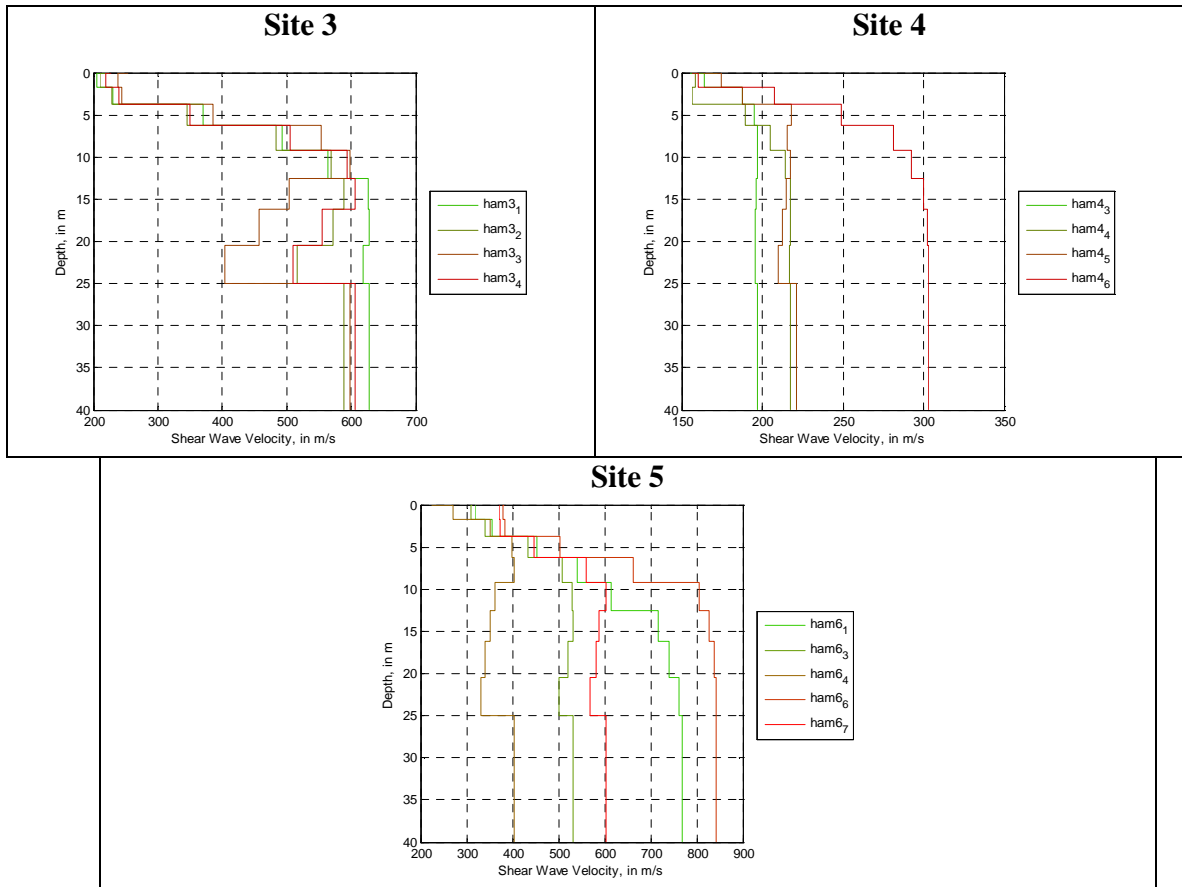 Site 3
0
5
10
15
20
25
30
35
40
Depth, in m
200 300 400 500 600 700
Shear Wave Velocity, in m/s
ham3₁
ham3₂
ham3₃
ham3₄
Site 4
0
5
10
15
20
25
30
35
40
Depth, in m
150 200 250 300 350
Shear Wave Velocity, in m/s
ham4₃
ham4₄
ham4₅
ham4₆
Site 5
0
5
10
15
20
25
30
35
40
Depth, in m
200 300 400 500 600 700 800 900
Shear Wave Velocity, in m/s
ham6₁
ham6₃
ham6₄
ham6₆
ham6₇